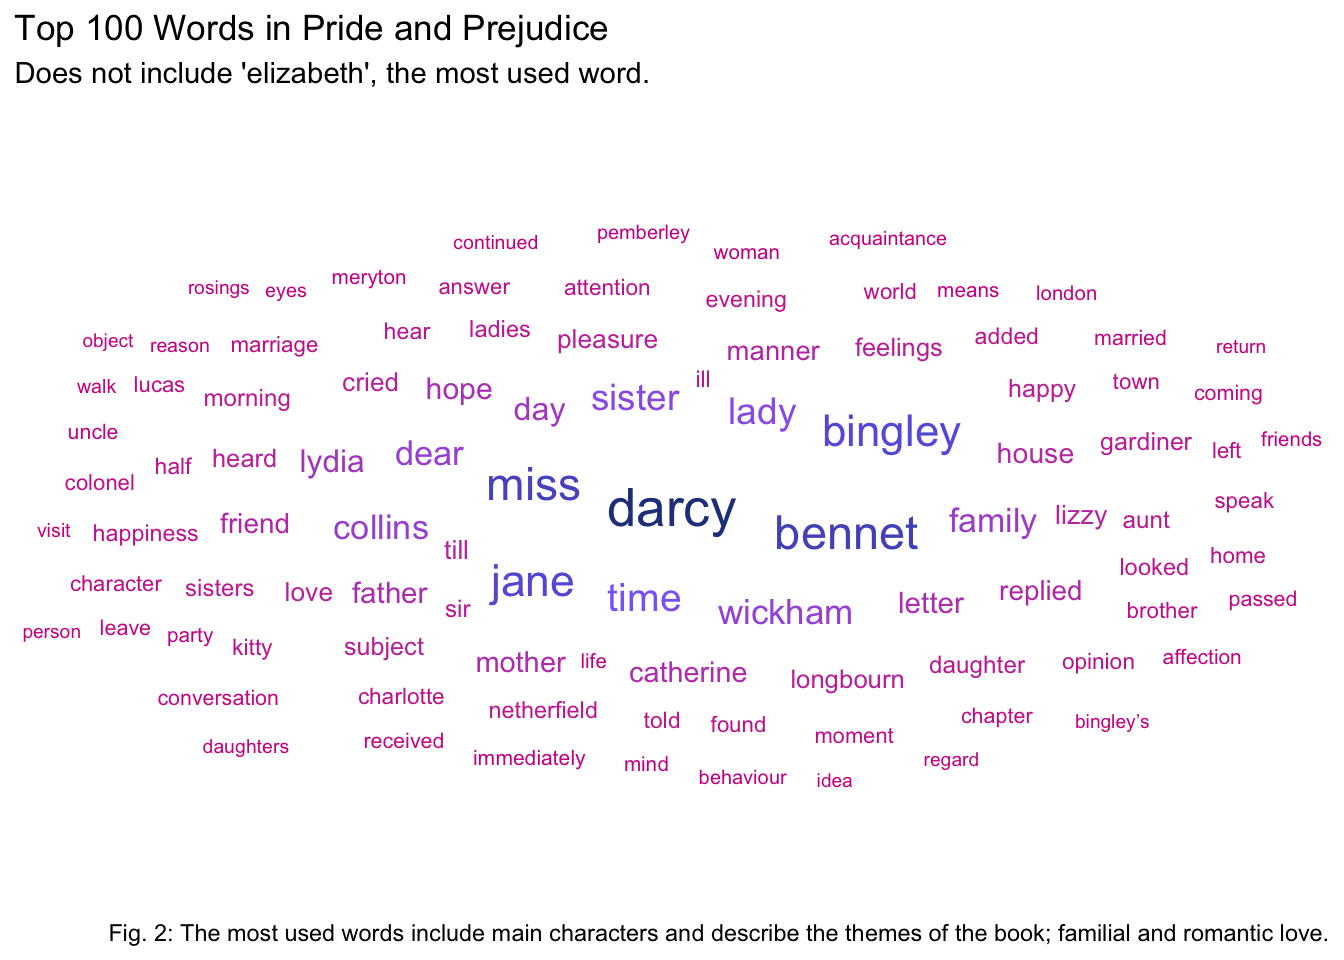 Top 100 Words in Pride and Prejudice
Does not include 'elizabeth', the most used word.
continued pemberley woman acquaintance
rosings eyes meryton answer attention evening world means london
object reason marriage hear ladies pleasure manner feelings added married return
walk lucas morning cried hope day sister ill lady bingley happy town coming
uncle half heard lydia dear house gardiner left friends
colonel miss darcy speak
visit happiness friend collins till bennet family lizzy aunt
character sisters love father sir jane time wickham letter replied looked home
person leave party kitty brother passed
subject mother life catherine longbourn daughter opinion affection
conversation charlotte netherfield told found moment chapter bingley’s
daughters received immediately mind behaviour idea regard
Fig. 2: The most used words include main characters and describe the themes of the book; familial and romantic love.